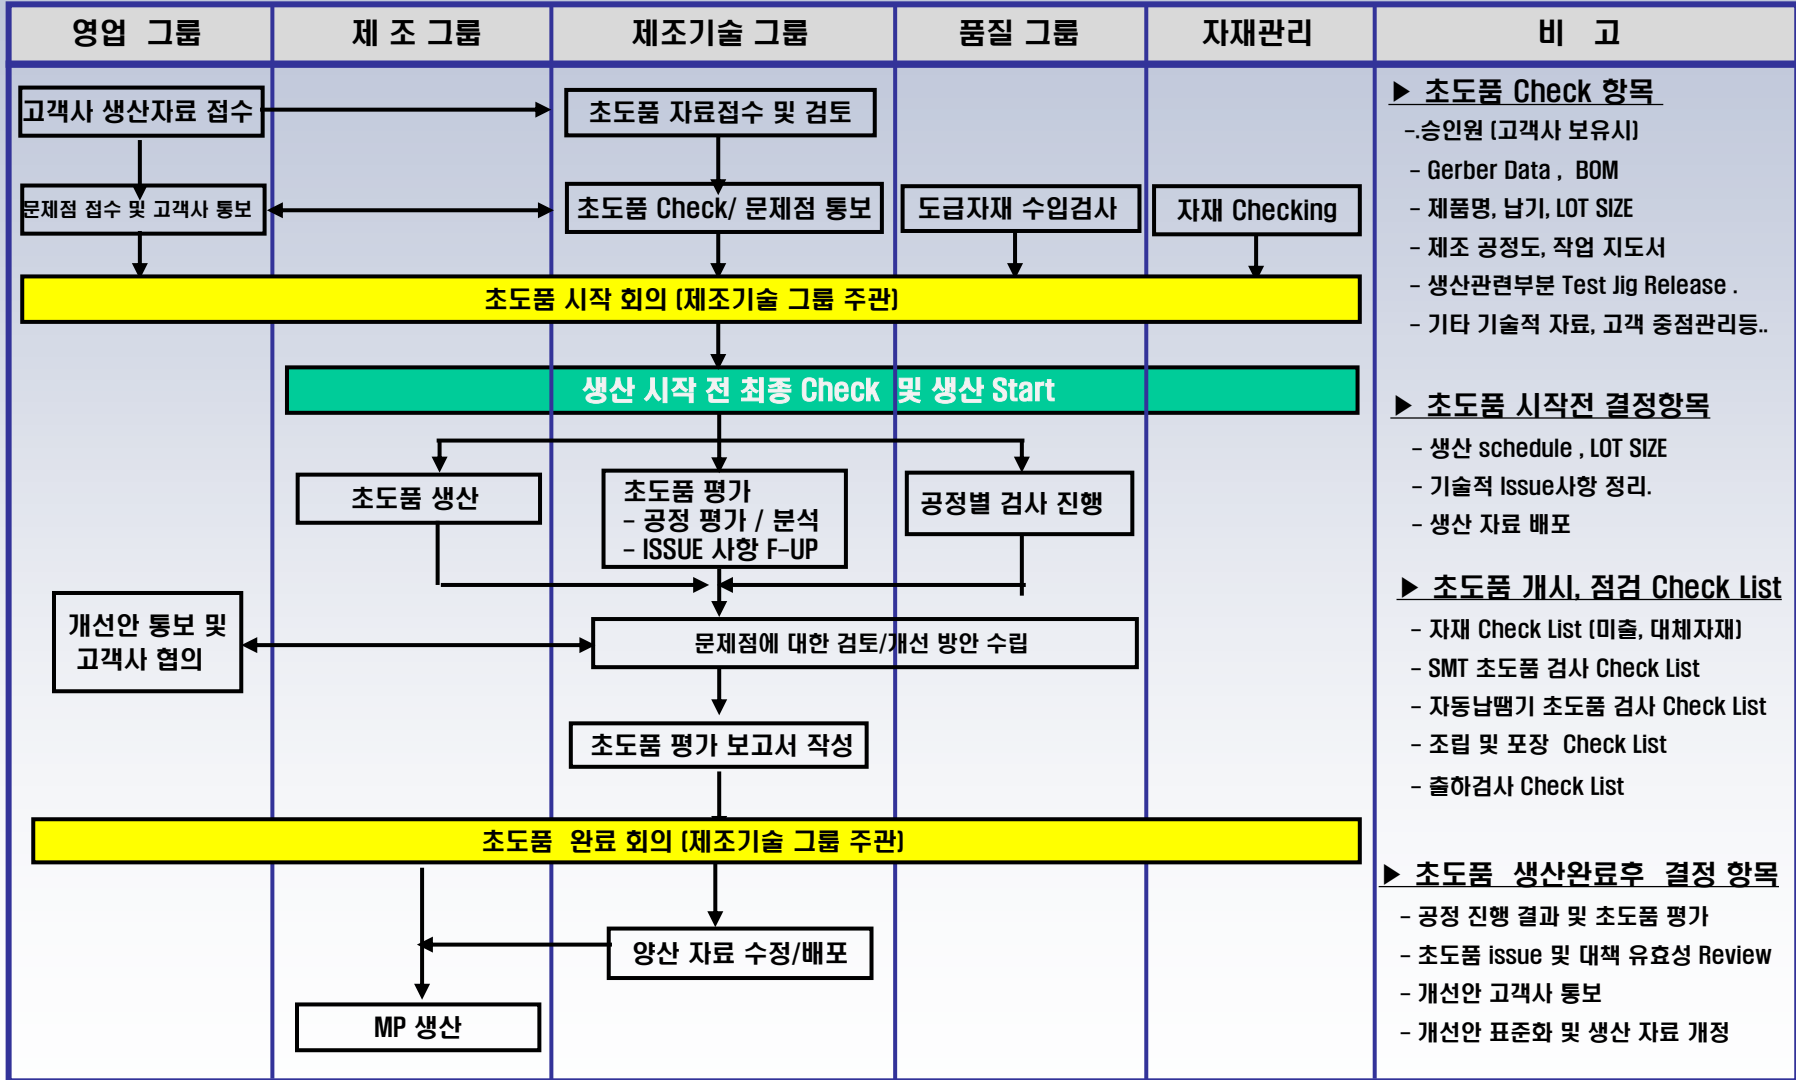 영업 그룹
제 조 그룹
제조기술 그룹
품질 그룹
자재관리
비 고
고객사 생산자료 접수
초도품 자료접수 및 검토
문제점 접수 및 고객사 통보
초도품 Check/ 문제점 통보
도급자재 수입검사
자재 Checking
초도품 시작 회의 (제조기술 그룹 주관)
생산 시작 전 최종 Check 및 생산 Start
초도품 생산
초도품 평가
- 공정 평가 / 분석
- ISSUE 사항 F-UP
공정별 검사 진행
개선안 통보 및
고객사 협의
문제점에 대한 검토/개선 방안 수립
초도품 평가 보고서 작성
초도품 완료 회의 (제조기술 그룹 주관)
양산 자료 수정/배포
MP 생산
▶ 초도품 Check 항목
-.승인원 (고객사 보유시)
- Gerber Data , BOM
- 제품명, 납기, LOT SIZE
- 제조 공정도, 작업 지도서
- 생산관련부분 Test Jig Release .
- 기타 기술적 자료, 고객 중점관리등..
▶ 초도품 시작전 결정항목
- 생산 schedule , LOT SIZE
- 기술적 Issue사항 정리.
- 생산 자료 배포
▶ 초도품 개시, 점검 Check List
- 자재 Check List (미출, 대체자재)
- SMT 초도품 검사 Check List
- 자동납땜기 초도품 검사 Check List
- 조립 및 포장 Check List
- 출하검사 Check List
▶ 초도품 생산완료후 결정 항목
- 공정 진행 결과 및 초도품 평가
- 초도품 issue 및 대책 유효성 Review
- 개선안 고객사 통보
- 개선안 표준화 및 생산 자료 개정